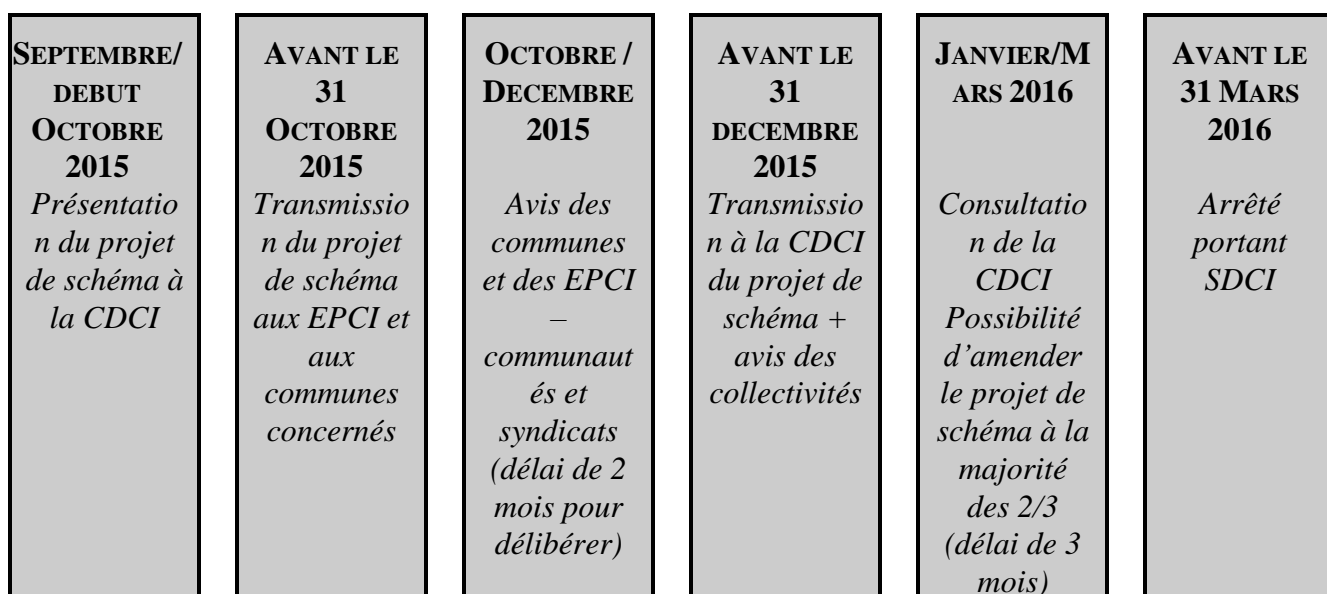 SEPTEMBRE/
DEBUT
OCTOBRE
2015
Présentatio
n du projet
de schéma à
la CDCI
AVANT LE
31
OCTOBRE
2015
Transmissio
n du projet
de schéma
aux EPCI et
aux
communes
concernés
OCTOBRE /
DECEMBRE
2015
Avis des
communes
et des EPCI
–
communaut
és et
syndicats
(délai de 2
mois pour
délibérer)
AVANT LE
31
DECEMBRE
2015
Transmissio
n à la CDCI
du projet de
schéma +
avis des
collectivités
JANVIER/M
ARS 2016
Consultatio
n de la
CDCI
Possibilité
d’amender
le projet de
schéma à la
majorité
des 2/3
(délai de 3
mois)
AVANT LE
31 MARS
2016
Arrêté
portant
SDCI